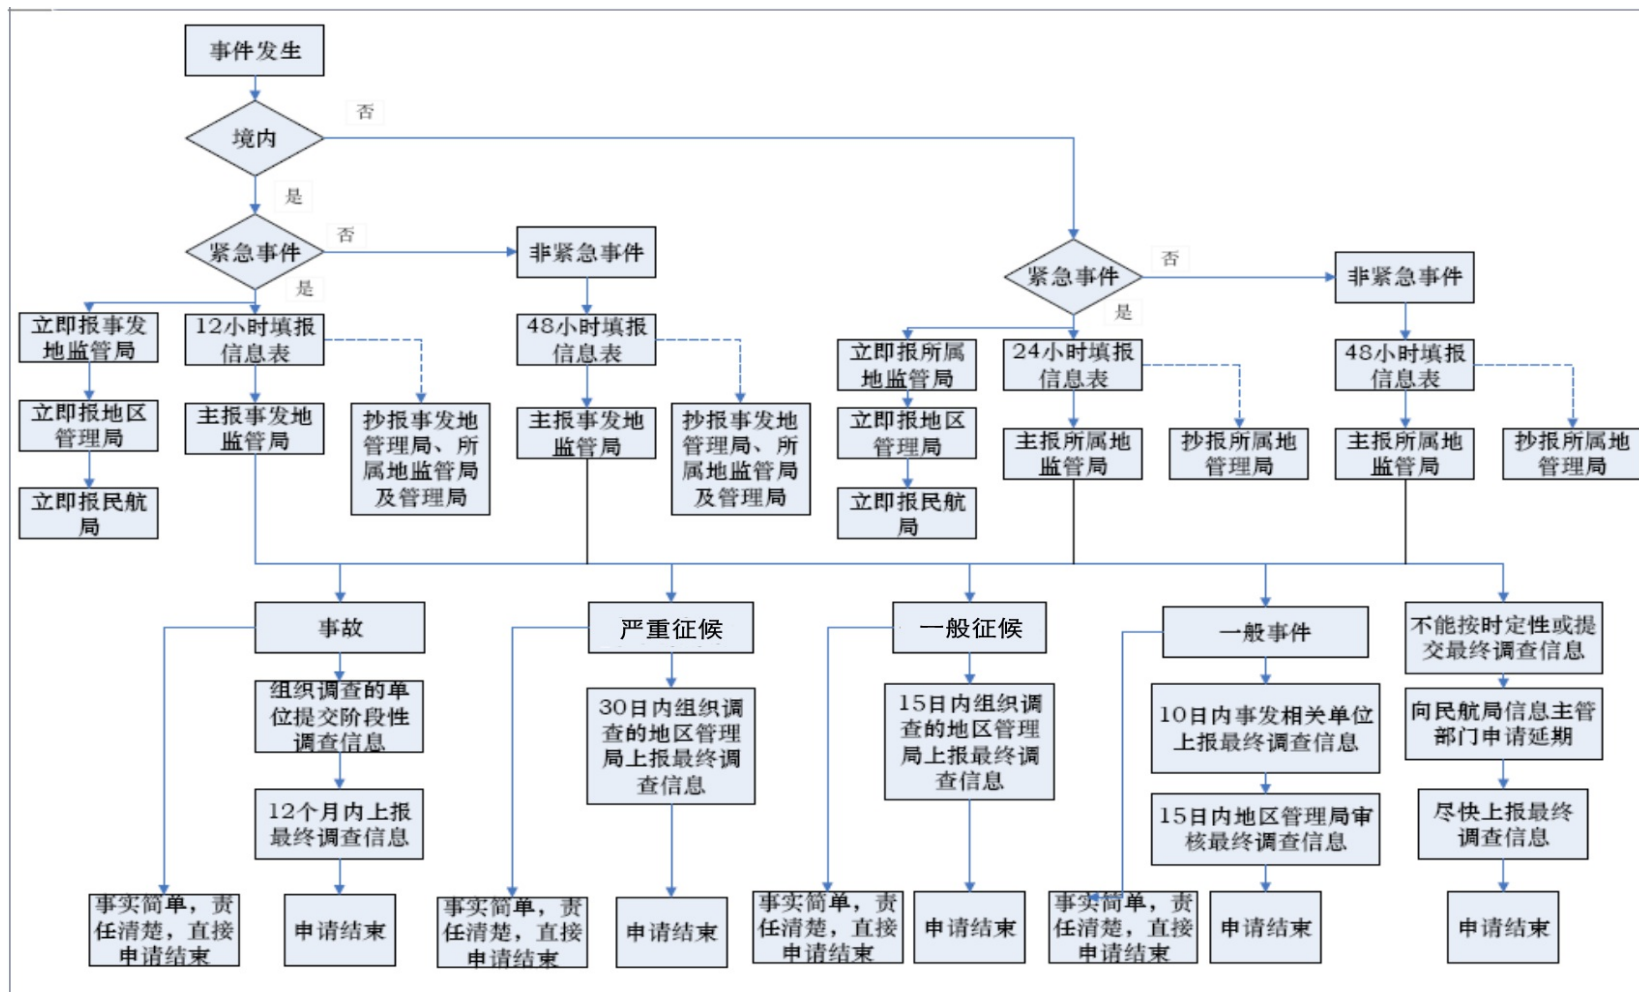 事件发生
境内
否
是
紧急事件
否
是
非紧急事件
立即报事发
地监管局
12小时填报
信息表
48小时填报
信息表
立即报地区
管理局
主报事发地
监管局
抄报事发地
管理局、所
属地监管局
及管理局
主报事发地
监管局
抄报事发地
管理局、所
属地监管局
及管理局
立即报民航
局
紧急事件
否
是
非紧急事件
立即报所属
地监管局
24小时填报
信息表
48小时填报
信息表
立即报地区
管理局
主报所属地
监管局
抄报所属地
管理局
主报所属地
监管局
抄报所属地
管理局
立即报民航
局
事故
组织调查的单
位提交阶段性
调查信息
12个月内上报
最终调查信息
事实简单，责
任清楚，直接
申请结束
申请结束
严重征候
30日内组织调
查的地区管理
局上报最终调
查信息
事实简单，责
任清楚，直接
申请结束
申请结束
一般征候
15日内组织调
查的地区管理
局上报最终调
查信息
事实简单，责
任清楚，直接
申请结束
申请结束
一般事件
10日内事发相关单位
上报最终调查信息
15日内地区管理局审
核最终调查信息
事实简单，责
任清楚，直接
申请结束
申请结束
不能按时定性或提
交最终调查信息
向民航局信息主管
部门申请延期
尽快上报最终
调查信息
申请结束